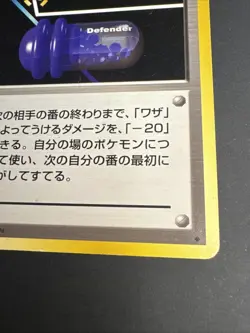 Defender
次の相手の番の終わりまで、「ワザ」
よってうけるダメージを、「－20」
きる。自分の場のポケモンにつ
て使い、次の自分の番の最初に
がしてすてる。